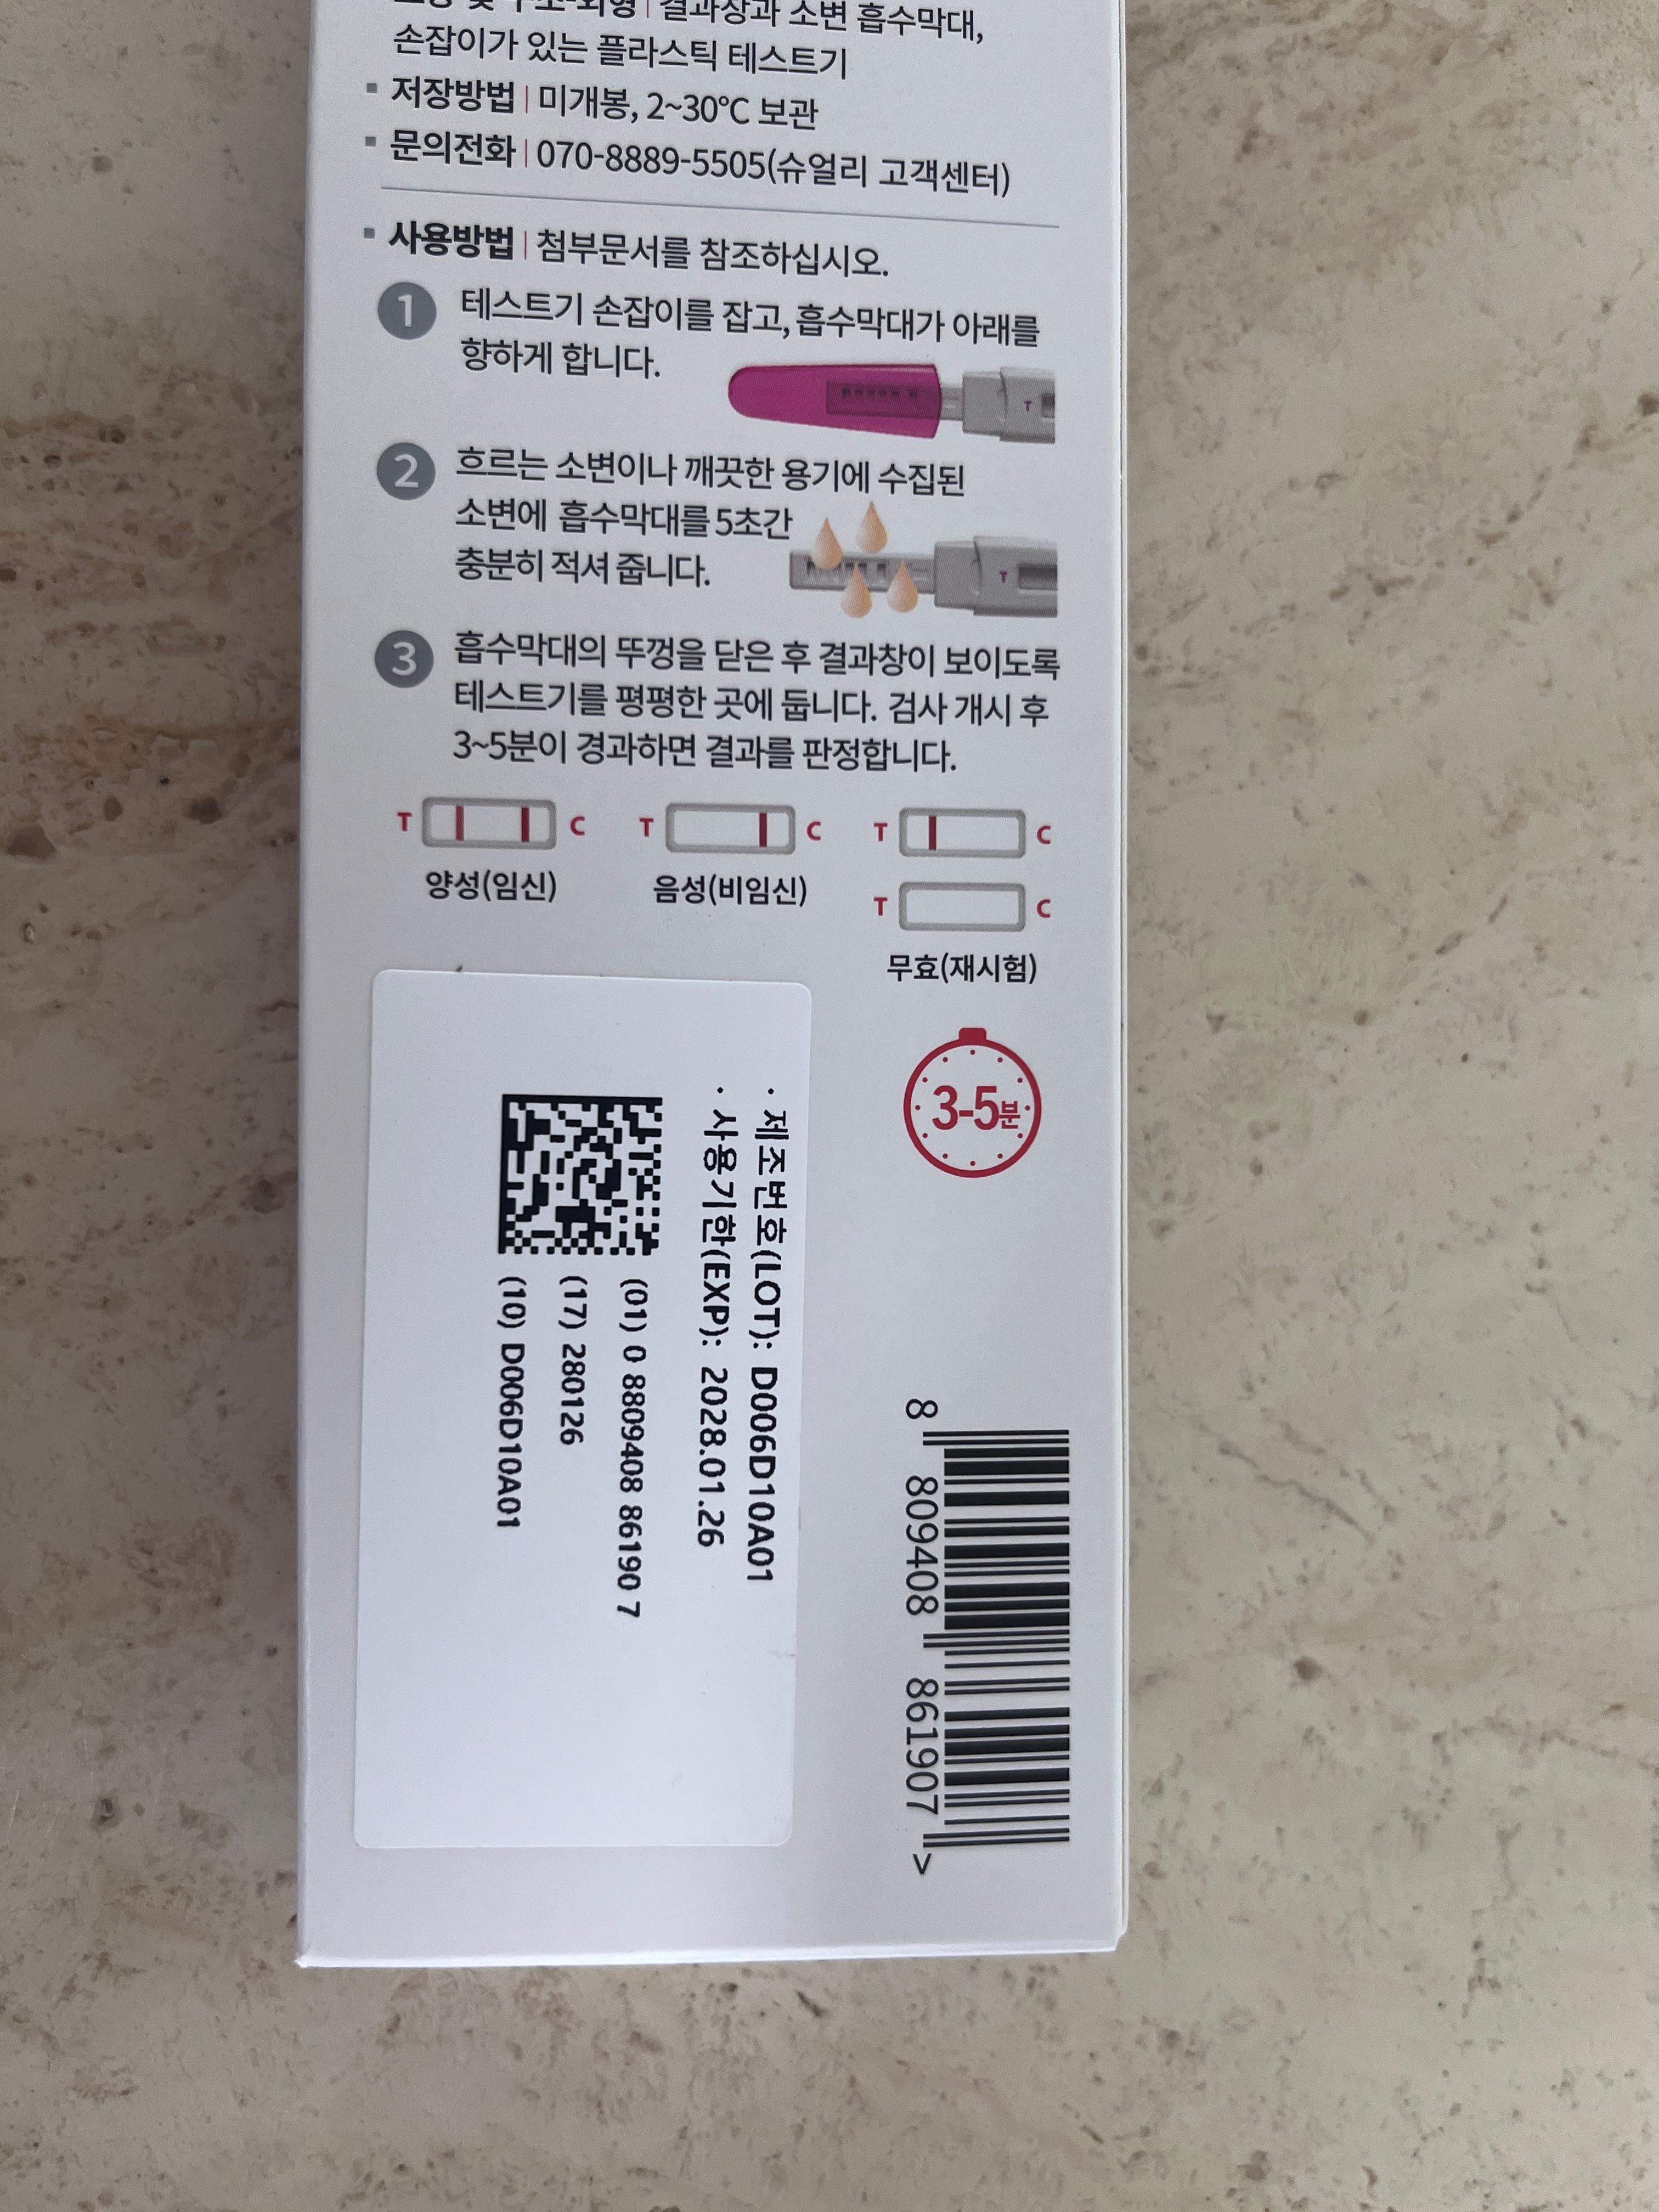 결과창과 소변 흡수막대,
손잡이가 있는 플라스틱 테스트기
▪ 저장방법 | 미개봉, 2~30℃ 보관
▪ 문의전화 | 070-8889-5505(슈얼리 고객센터)
▪ 사용방법 | 첨부문서를 참조하십시오.
1 테스트기 손잡이를 잡고, 흡수막대가 아래를
향하게 합니다.
T
2 흐르는 소변이나 깨끗한 용기에 수집된
소변에 흡수막대를 5초간
충분히 적셔 줍니다.
T
3 흡수막대의 뚜껑을 닫은 후 결과창이 보이도록
테스트기를 평평한 곳에 둡니다. 검사 개시 후
3~5분이 경과하면 결과를 판정합니다.
T C
양성(임신)
T C
음성(비임신)
T C
T C
무효(재시험)
3-5분
· 제조번호(LOT): D006D10A01
· 사용기한(EXP): 2028.01.26
(01) 0 8809408 86190 7
(17) 280126
(10) D006D10A01
8 809408 861907 >